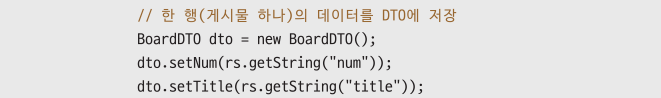 // 한 행(게시물 하나)의 데이터를 DTO에 저장
BoardDTO dto = new BoardDTO();
dto.setNum(rs.getString("num"));
dto.setTitle(rs.getString("title"));